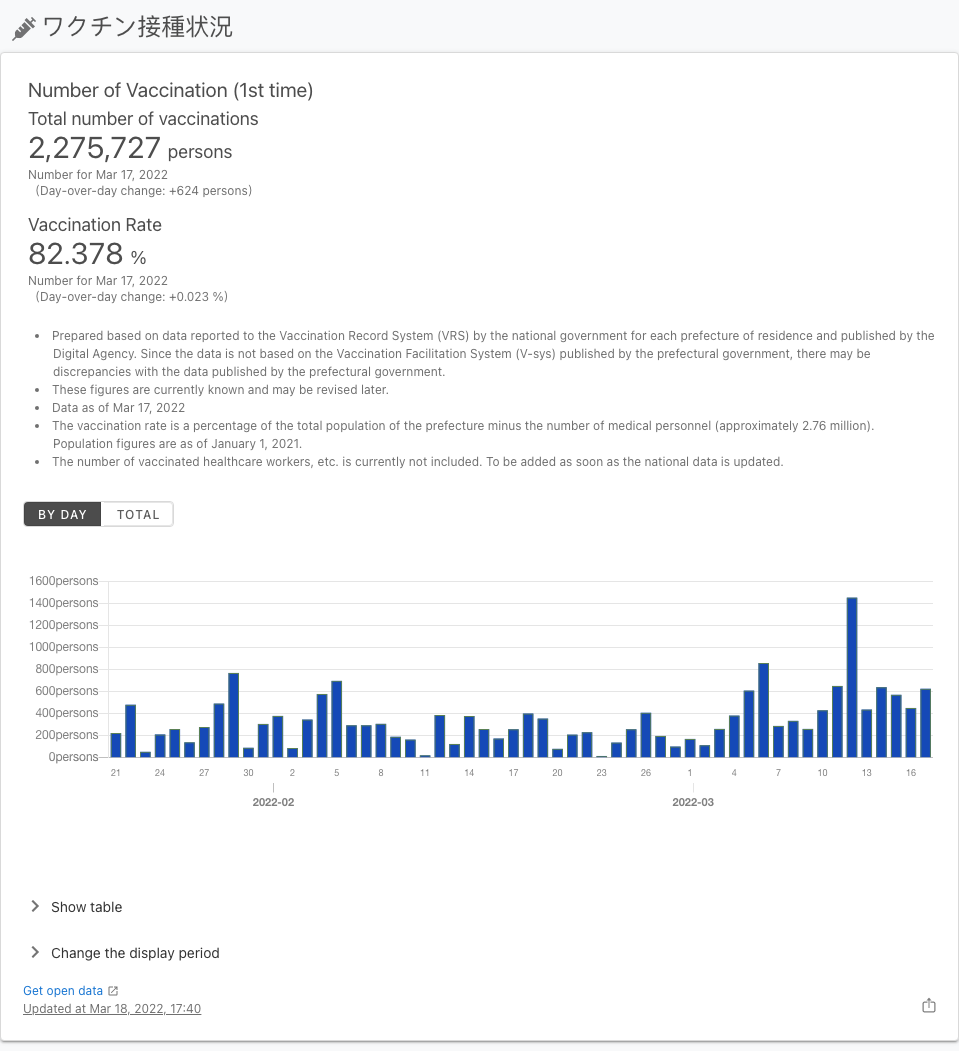 ワクチン接種状況
Number of Vaccination (1st time)
Total number of vaccinations
2,275,727 persons
Number for Mar 17, 2022
(Day-over-day change: +624 persons)
Vaccination Rate
82.378 %
Number for Mar 17, 2022
(Day-over-day change: +0.023 %)
• Prepared based on data reported to the Vaccination Record System (VRS) by the national government for each prefecture of residence and published by the
Digital Agency. Since the data is not based on the Vaccination Facilitation System (V-sys) published by the prefectural government, there may be
discrepancies with the data published by the prefectural government.
• These figures are currently known and may be revised later.
• Data as of Mar 17, 2022
• The vaccination rate is a percentage of the total population of the prefecture minus the number of medical personnel (approximately 2.76 million).
Population figures are as of January 1, 2021.
• The number of vaccinated healthcare workers, etc. is currently not included. To be added as soon as the national data is updated.
BY DAY TOTAL
1600persons
1400persons
1200persons
1000persons
800persons
600persons
400persons
200persons
0persons
21 24 27 30 2 5 8 11 14 17 20 23 26 1 4 7 10 13 16
2022-02 2022-03
Show table
Change the display period
Get open data
Updated at Mar 18, 2022, 17:40